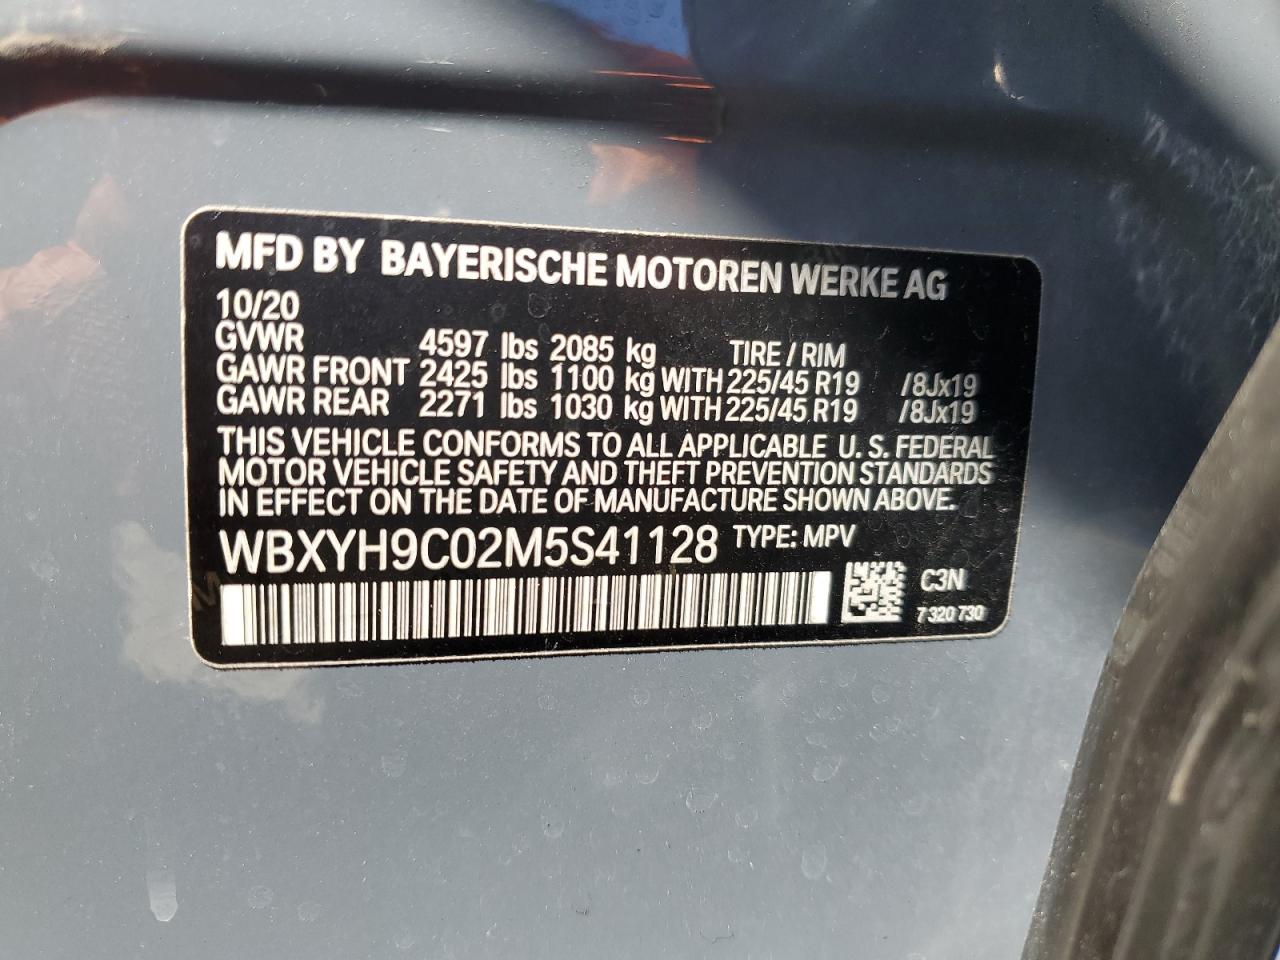 MFD BY BAYERISCHE MOTOREN WERKE AG
10/20
GVWR 4597 lbs 2085 kg TIRE / RIM
GAWR FRONT 2425 lbs 1100 kg WITH 225/45 R19 /8Jx19
GAWR REAR 2271 lbs 1030 kg WITH 225/45 R19 /8Jx19
THIS VEHICLE CONFORMS TO ALL APPLICABLE U. S. FEDERAL
MOTOR VEHICLE SAFETY AND THEFT PREVENTION STANDARDS
IN EFFECT ON THE DATE OF MANUFACTURE SHOWN ABOVE.
WBXYH9C02M5S41128 TYPE: MPV
C3N
7 320 730